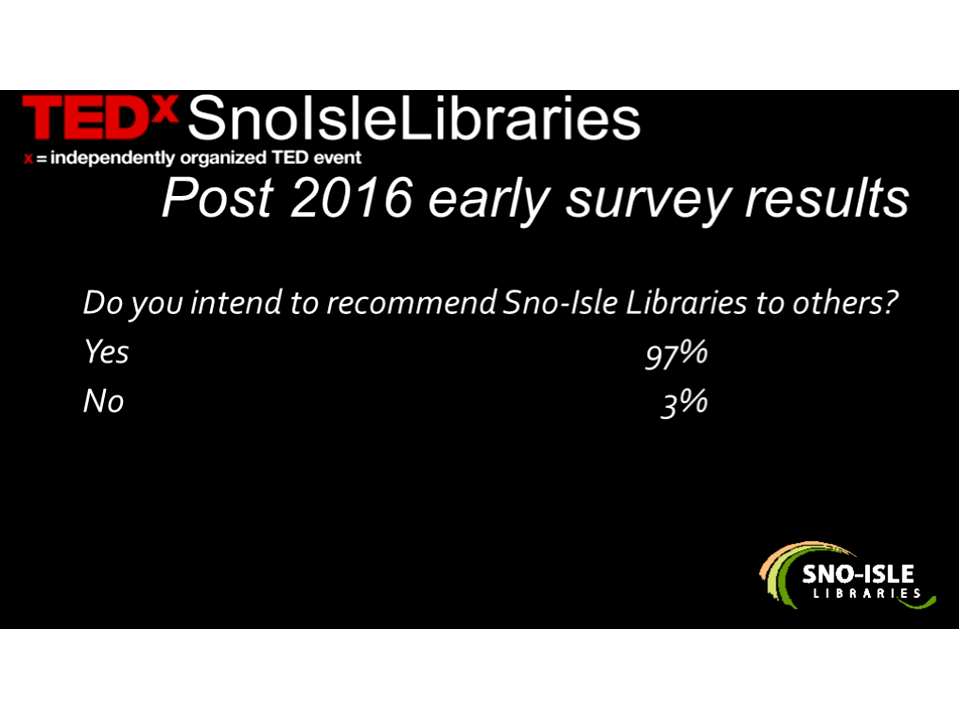 TEDx SnoIsleLibraries
x = independently organized TED event
Post 2016 early survey results
Do you intend to recommend Sno-Isle Libraries to others?
Yes 97%
No 3%
SNO-ISLE
LIBRARIES